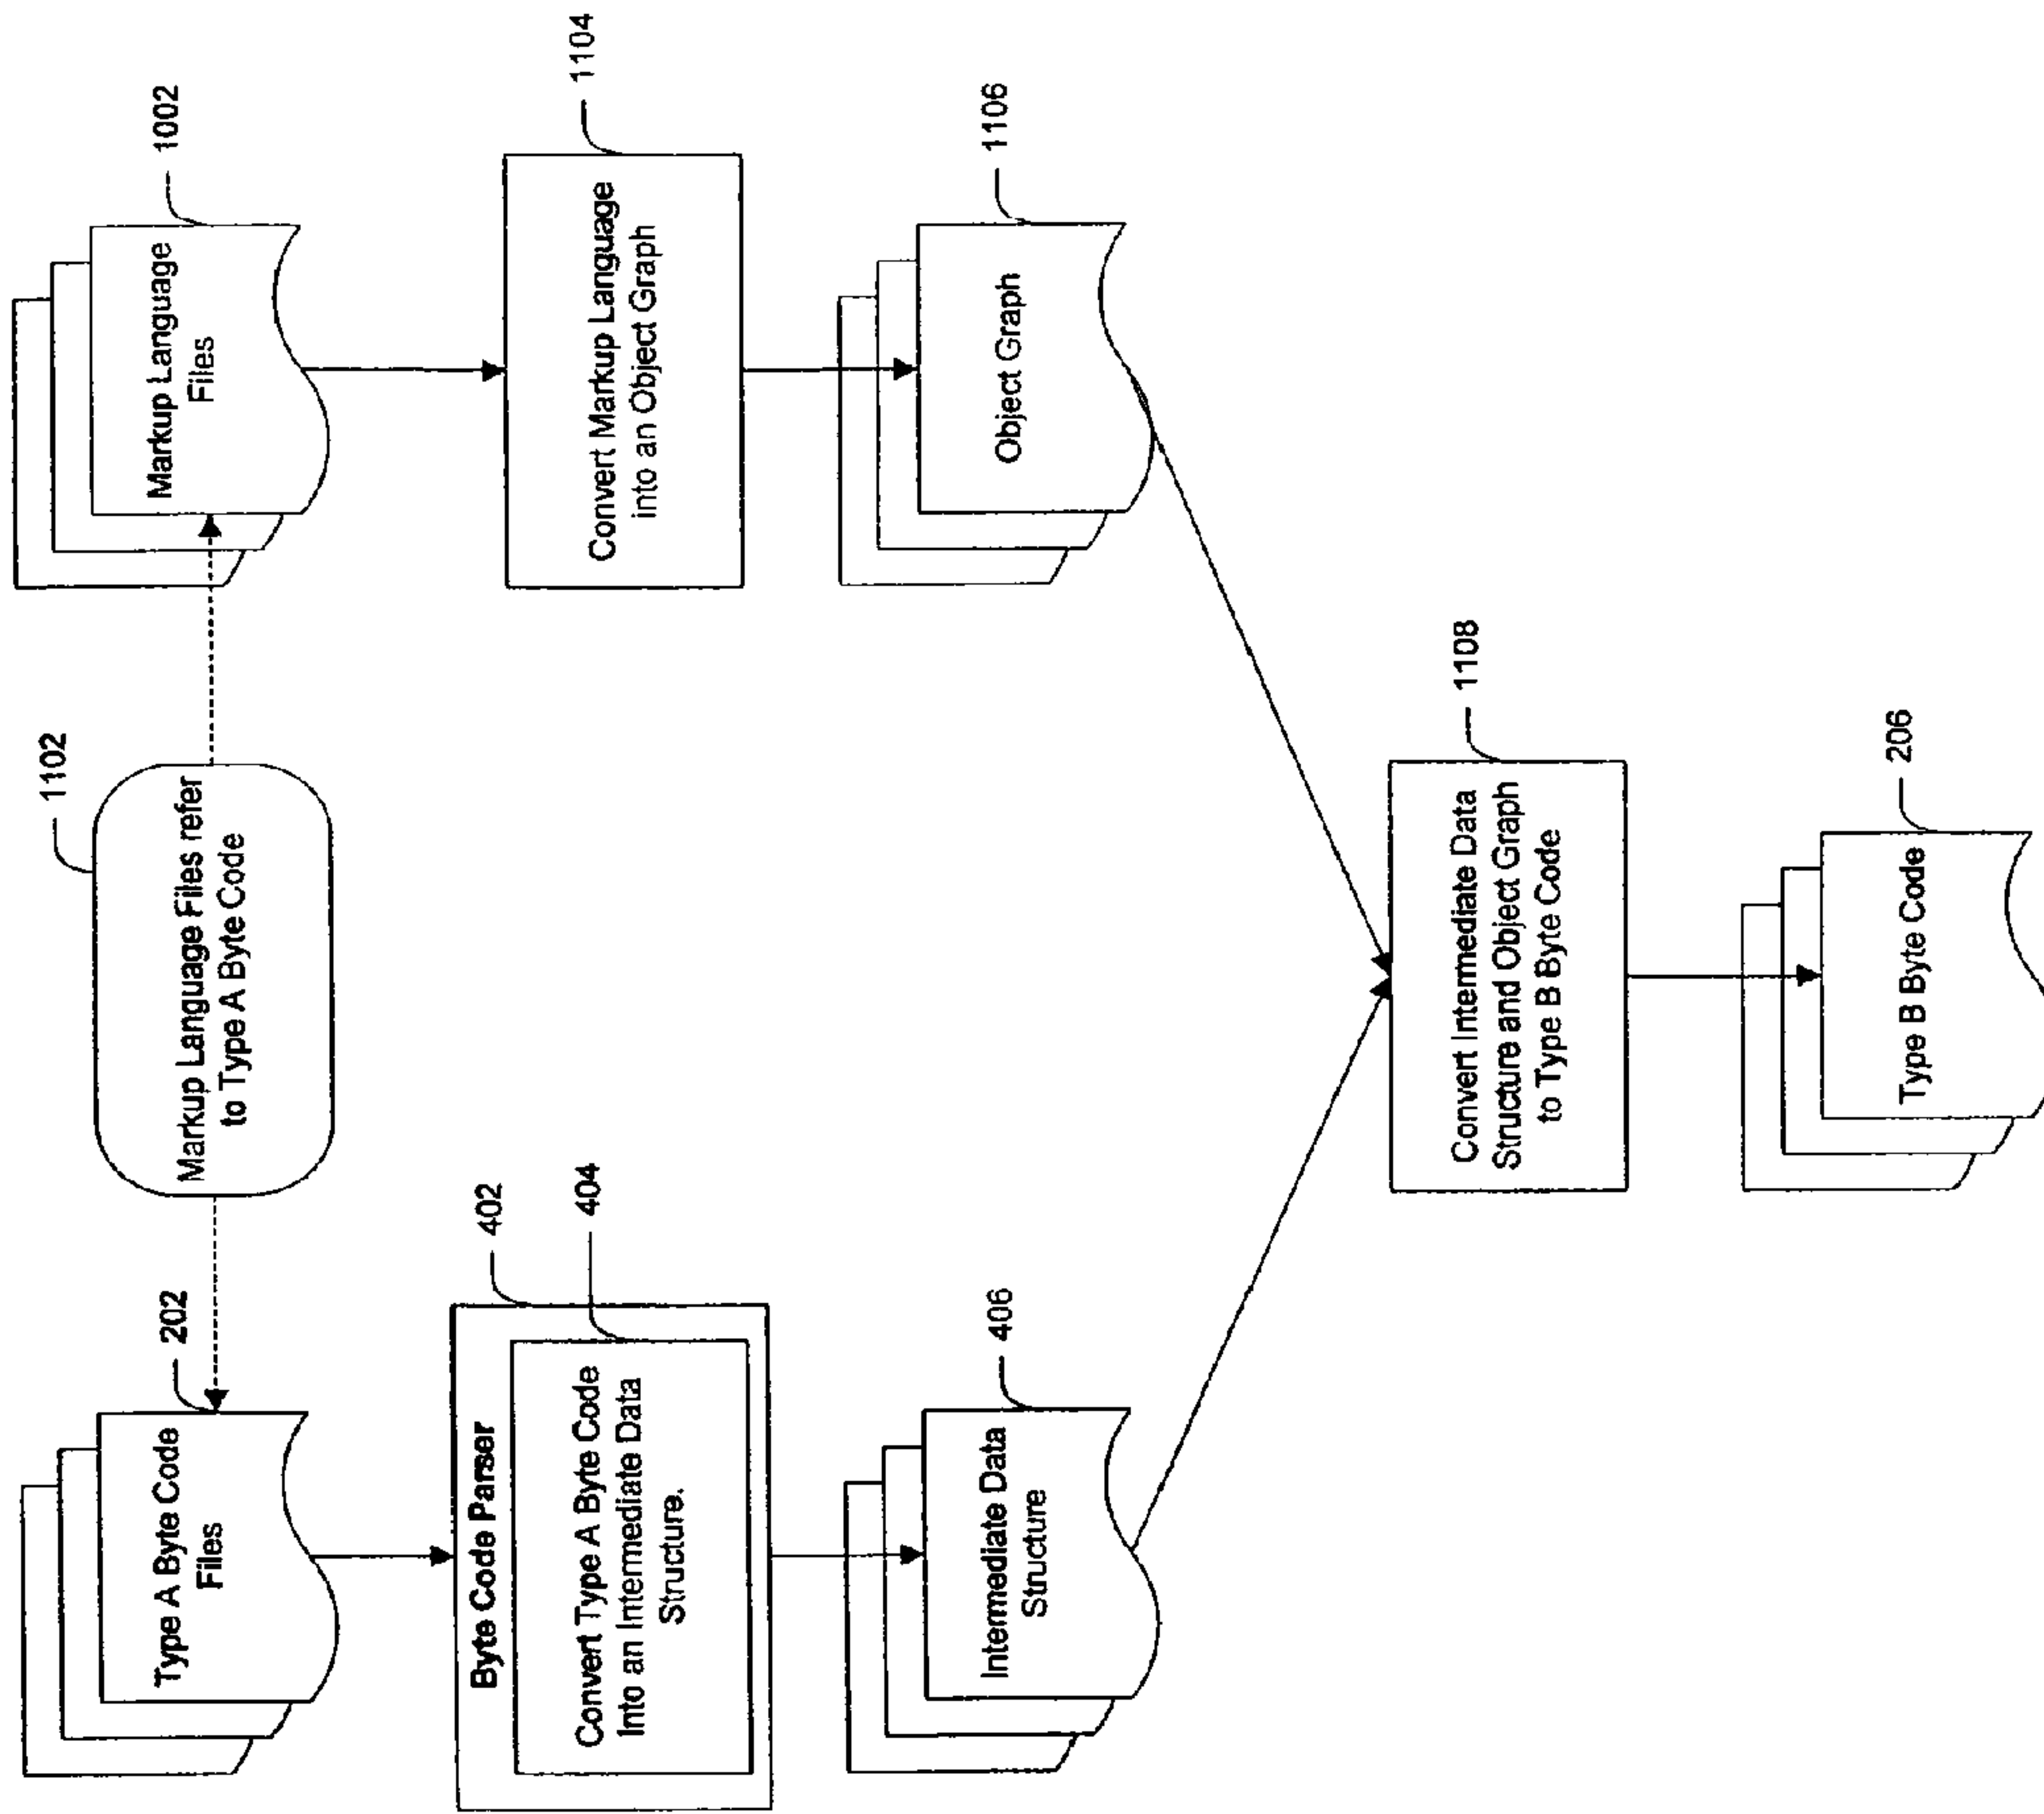 1102
202
Type A Byte Code
Files
Markup Language Files refer
to Type A Byte Code
1002
Markup Language
Files
402
404
Byte Code Parser
Convert Type A Byte Code
Into an Intermediate Data
Structure.
1104
Convert Markup Language
into an Object Graph
406
Intermediate Data
Structure
1106
Object Graph
1108
Convert Intermediate Data
Structure and Object Graph
to Type B Byte Code
206
Type B Byte Code